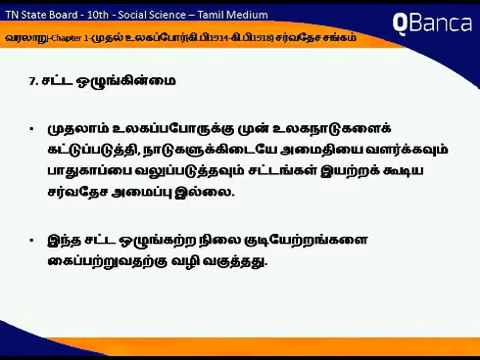 TN State Board - 10th - Social Science – Tamil Medium
QBanca
வரலாறு-Chapter 1-முதல் உலகப்போர்(கி.பி1914-கி.பி1918) சர்வதேச சங்கம்
7. சட்ட ஒழுங்கின்மை
▪ முதலாம் உலகப்பபோருக்கு முன் உலகநாடுகளைக்
கட்டுப்படுத்தி, நாடுகளுக்கிடையே அமைதியை வளர்க்கவும்
பாதுகாப்பை வலுப்படுத்தவும் சட்டங்கள் இயற்றக் கூடிய
சர்வதேச அமைப்பு இல்லை.
▪ இந்த சட்ட ஒழுங்கற்ற நிலை குடியேற்றங்களை
கைப்பற்றுவதற்கு வழி வகுத்தது.